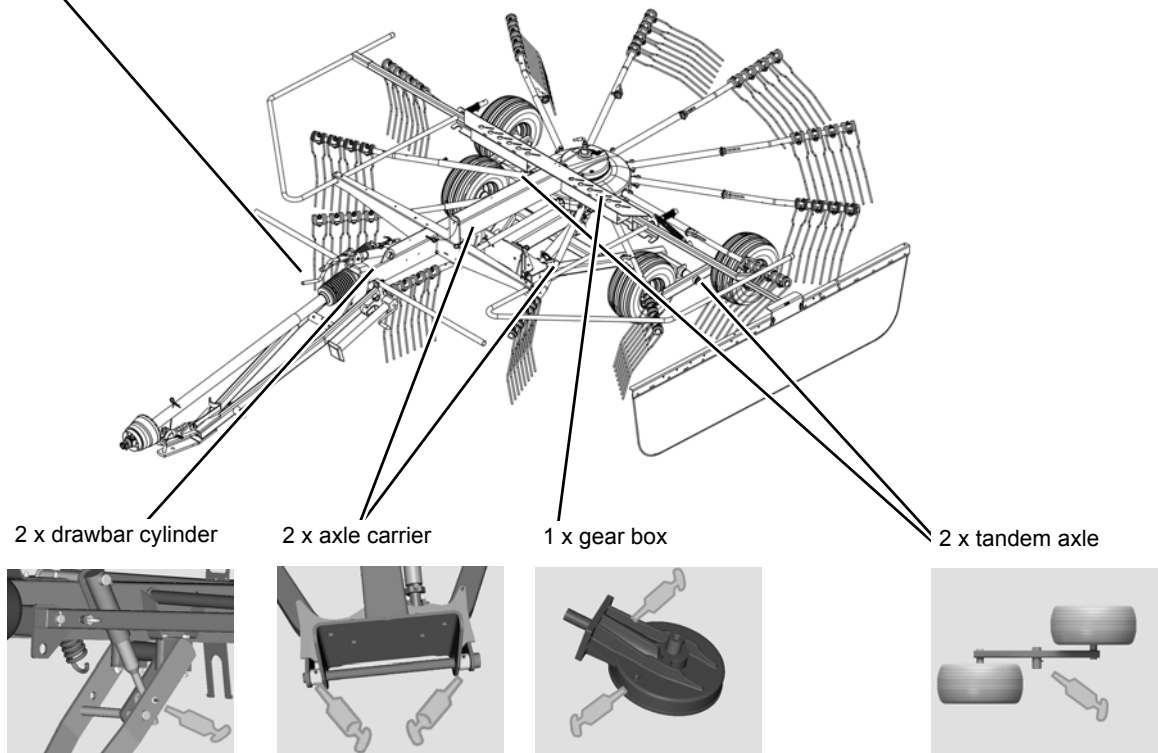 2 x drawbar cylinder
2 x axle carrier
1 x gear box
2 x tandem axle